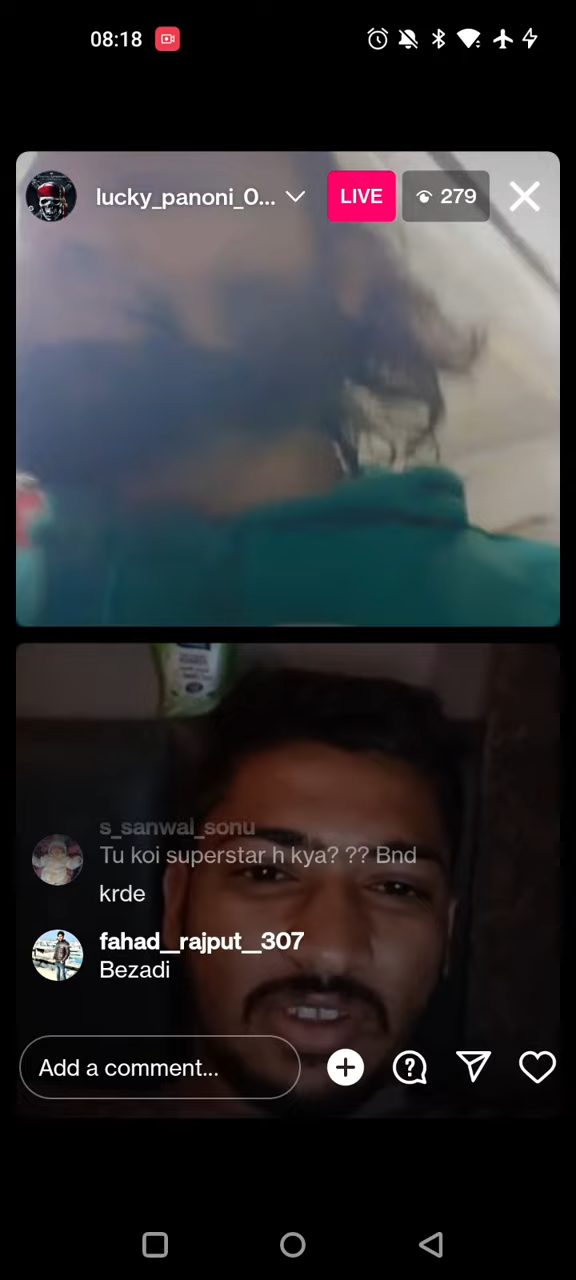 08:18
lucky_panoni_0...
LIVE
279
s_sanwal_sonu
Tu koi superstar h kya? ?? Bnd
krde
fahad__rajput__307
Bezadi
Add a comment...